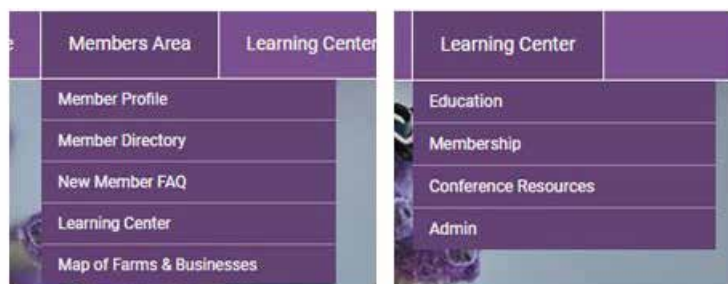 Members Area
Learning Center
Member Profile
Member Directory
New Member FAQ
Learning Center
Map of Farms & Businesses
Learning Center
Education
Membership
Conference Resources
Admin